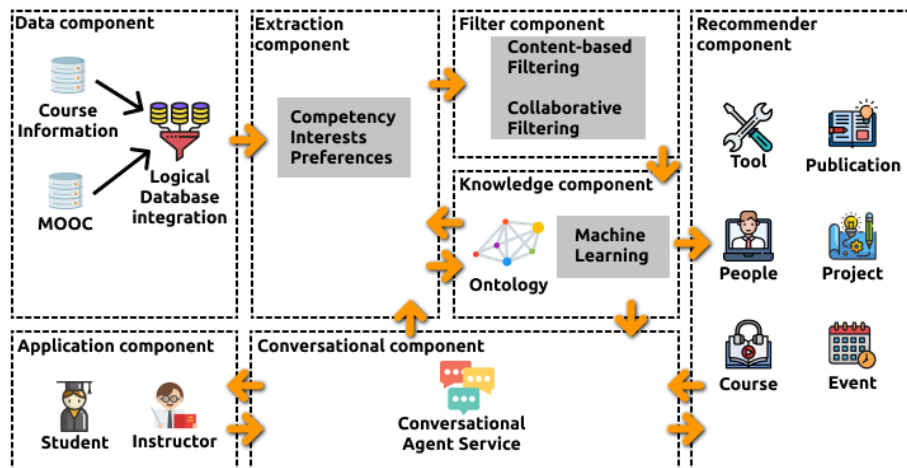 Data component
Course
Information
MOOC
Logical
Database
integration
Extraction
component
Competency
Interests
Preferences
Filter component
Content-based
Filtering
Collaborative
Filtering
Knowledge component
Ontology
Machine
Learning
Recommender
component
Tool
Publication
People
Project
Course
Event
Application component
Student
Instructor
Conversational component
Conversational
Agent Service